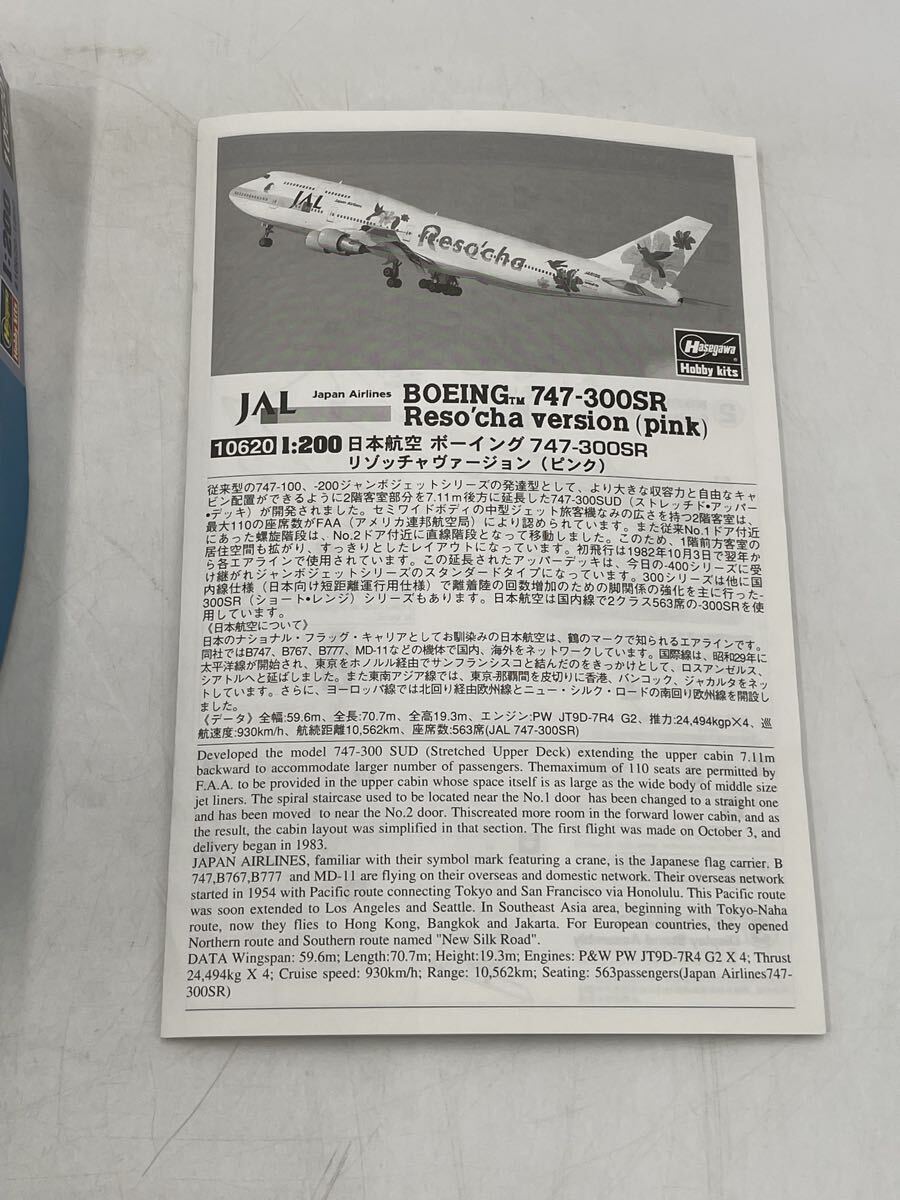 1:200
Hasegawa
Hobby kits
JAL
Japan Airlines
Reso'cha
Hasegawa
Hobby kits
JAL Japan Airlines BOEING™ 747-300SR
Reso'cha version (pink)
10620 1:200 日本航空 ボーイング 747-300SR
リゾッチャヴァージョン（ピンク）
従来型の747-100、-200ジャンボジェットシリーズの発達型として、より大きな収容力と自由なキャ
ビン配置ができるように2階客室部分を7.11m後方に延長した747-300SUD（ストレッチド・アッパー
・デッキ）が開発されました。セミワイドボディの中型ジェット旅客機なみの広さを持つ2階客室は、
最大110の座席数がFAA（アメリカ連邦航空局）により認められています。また従来No.1ドア付近
にあった螺旋階段は、No.2ドア付近に直線階段となって移動しました。このため、1階前方客室の
居住空間も拡がり、すっきりとしたレイアウトになっています。初飛行は1982年10月3日で翌年か
ら各エアラインで使用されています。この延長されたアッパーデッキは、今日の-400シリーズに受
け継がれジャンボジェットシリーズのスタンダードタイプになっています。300シリーズは他に国
内線仕様（日本向け短距離運行用仕様）で離着陸の回数増加のための脚関係の強化を主に行った-
300SR（ショート・レンジ）シリーズもあります。日本航空は国内線で2クラス563席の-300SRを使
用しています。
《日本航空について》
日本のナショナル・フラッグ・キャリアとしてお馴染みの日本航空は、鶴のマークで知られるエアラインです。
同社ではB747、B767、B777、MD-11などの機体で国内、海外をネットワークしています。国際線は、昭和29年に
太平洋線が開始され、東京をホノルル経由でサンフランシスコと結んだのをきっかけとして、ロスアンゼルス、
シアトルへと延ばしました。また東南アジア線では、東京-那覇間を皮切りに香港、バンコック、ジャカルタをネッ
トしています。さらに、ヨーロッパ線では北回り経由欧州線とニュー・シルク・ロードの南回り欧州線を開設し
ました。
《データ》全幅:59.6m、全長:70.7m、全高19.3m、エンジン:PW JT9D-7R4 G2、推力:24,494kgp×4、巡
航速度:930km/h、航続距離10,562km、座席数:563席(JAL 747-300SR)
Developed the model 747-300 SUD (Stretched Upper Deck) extending the upper cabin 7.11m
backward to accommodate larger number of passengers. Themaximum of 110 seats are permitted by
F.A.A. to be provided in the upper cabin whose space itself is as large as the wide body of middle size
jet liners. The spiral staircase used to be located near the No.1 door has been changed to a straight one
and has been moved to near the No.2 door. Thiscreated more room in the forward lower cabin, and as
the result, the cabin layout was simplified in that section. The first flight was made on October 3, and
delivery began in 1983.
JAPAN AIRLINES, familiar with their symbol mark featuring a crane, is the Japanese flag carrier. B
747,B767,B777 and MD-11 are flying on their overseas and domestic network. Their overseas network
started in 1954 with Pacific route connecting Tokyo and San Francisco via Honolulu. This Pacific route
was soon extended to Los Angeles and Seattle. In Southeast Asia area, beginning with Tokyo-Naha
route, now they flies to Hong Kong, Bangkok and Jakarta. For European countries, they opened
Northern route and Southern route named "New Silk Road".
DATA Wingspan: 59.6m; Length:70.7m; Height:19.3m; Engines: P&W PW JT9D-7R4 G2 X 4; Thrust
24,494kg X 4; Cruise speed: 930km/h; Range: 10,562km; Seating: 563passengers(Japan Airlines747-
300SR)